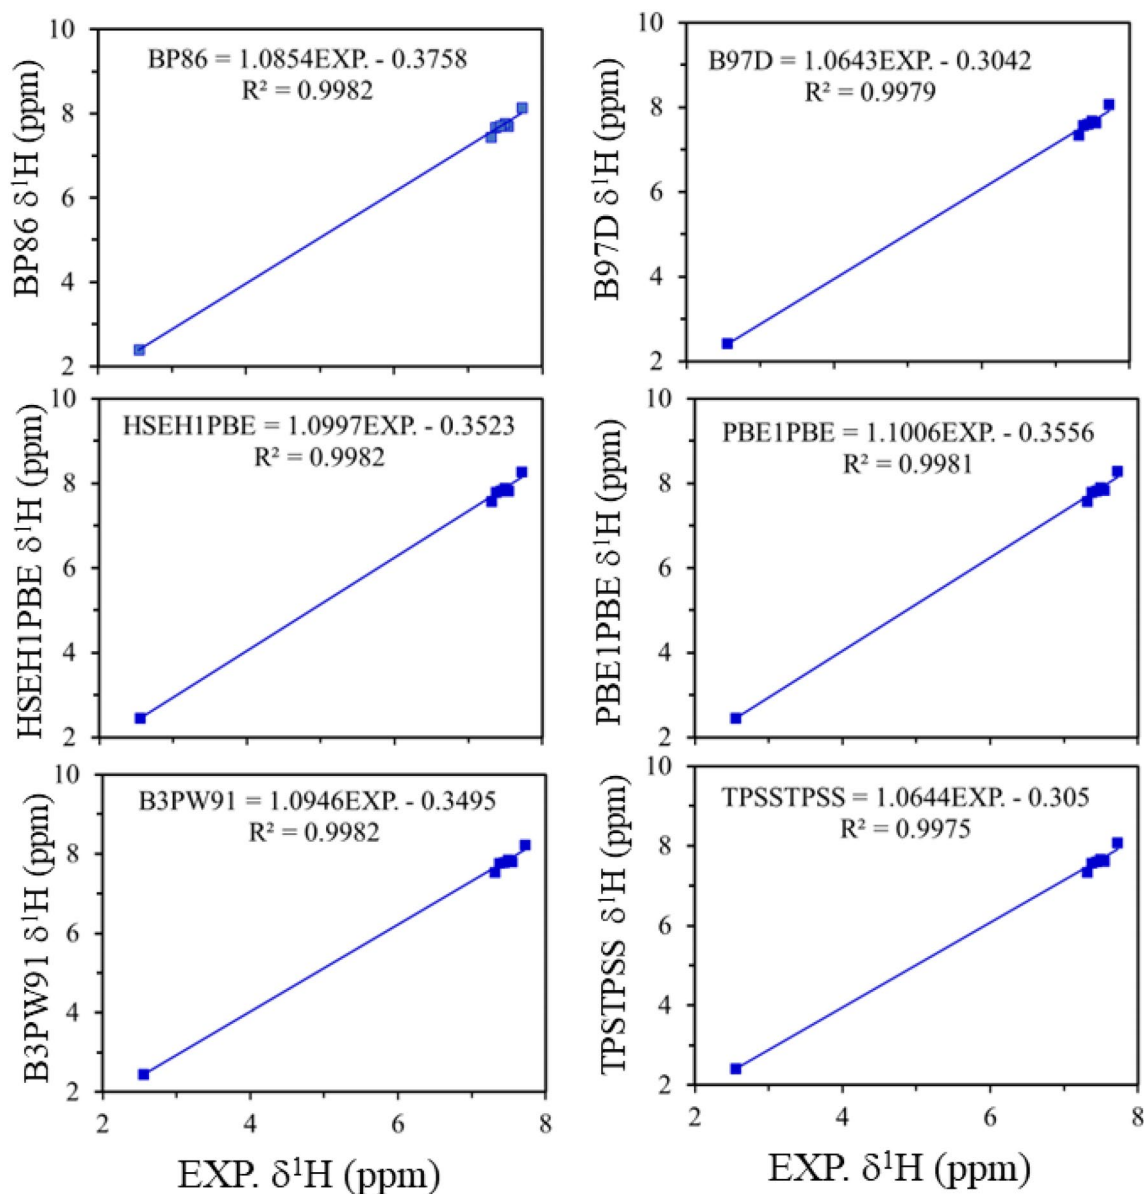 BP86 = 1.0854EXP. - 0.3758
R² = 0.9982
BP86 δ¹H (ppm)
10
8
6
4
2
B97D = 1.0643EXP. - 0.3042
R² = 0.9979
B97D δ¹H (ppm)
10
8
6
4
2
HSEH1PBE = 1.0997EXP. - 0.3523
R² = 0.9982
HSEH1PBE δ¹H (ppm)
10
8
6
4
2
PBE1PBE = 1.1006EXP. - 0.3556
R² = 0.9981
PBE1PBE δ¹H (ppm)
10
8
6
4
2
B3PW91 = 1.0946EXP. - 0.3495
R² = 0.9982
B3PW91 δ¹H (ppm)
10
8
6
4
2
2 4 6 8
EXP. δ¹H (ppm)
TPSSTPSS = 1.0644EXP. - 0.305
R² = 0.9975
TPSTPSS δ¹H (ppm)
10
8
6
4
2
2 4 6 8
EXP. δ¹H (ppm)